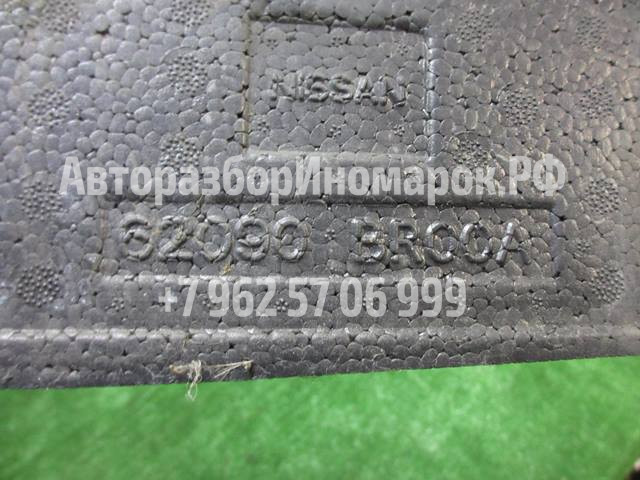 NISSAN
АвторазборИномарок.РФ
62090 BR00A
+7 962 57 06 999